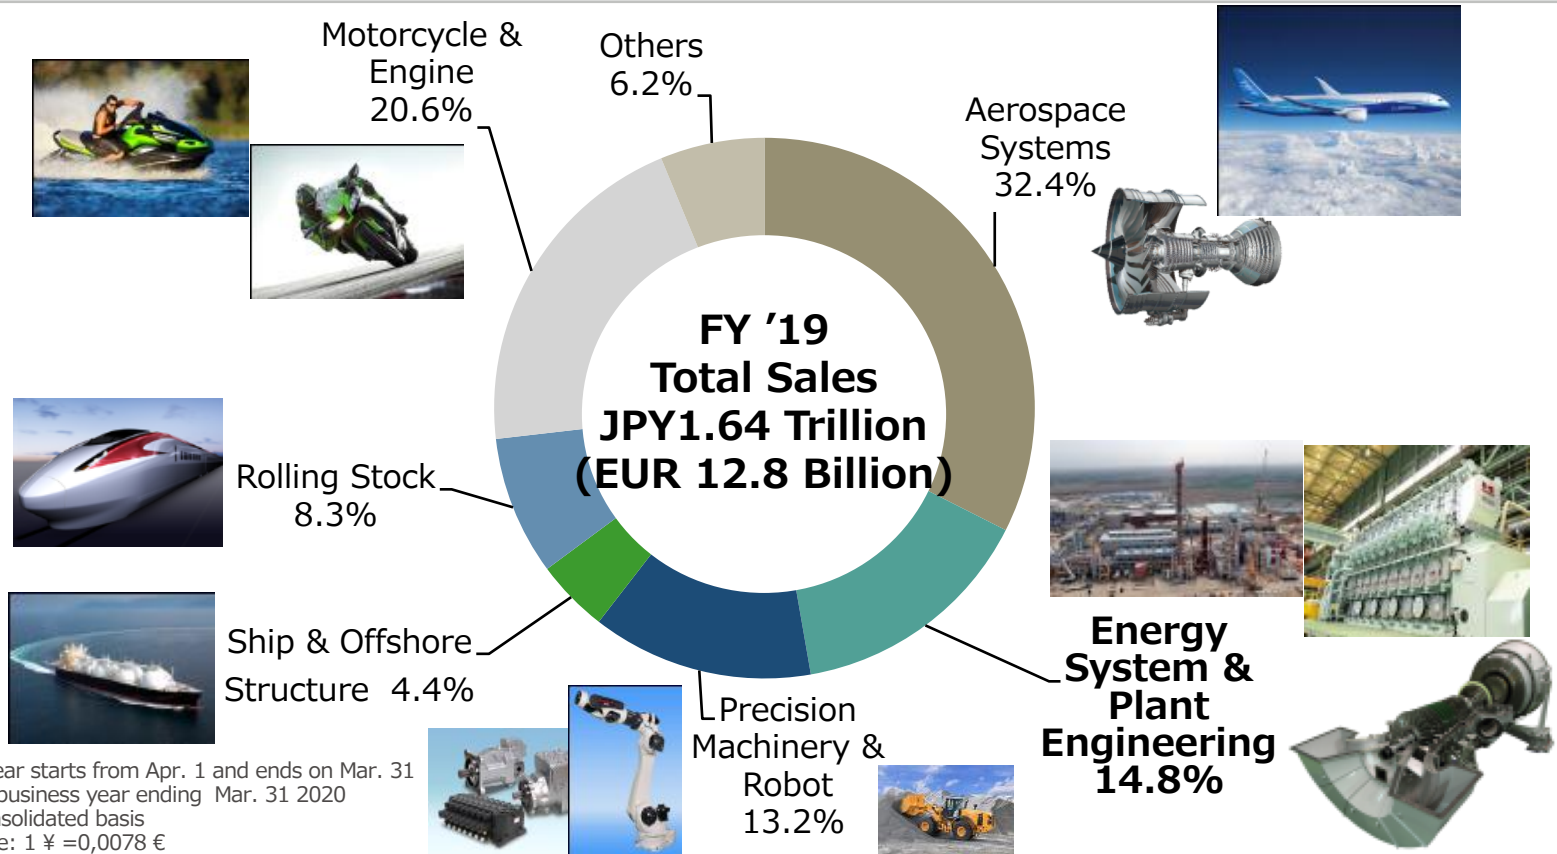 Motorcycle &
Engine
20.6%
Others
6.2%
Aerospace
Systems
32.4%
FY ’19
Total Sales
JPY1.64 Trillion
(EUR 12.8 Billion)
Rolling Stock
8.3%
Ship & Offshore
Structure 4.4%
Precision
Machinery &
Robot
13.2%
Energy
System &
Plant
Engineering
14.8%
ear starts from Apr. 1 and ends on Mar. 31
business year ending Mar. 31 2020
nsolidated basis
e: 1 ¥ =0,0078 €